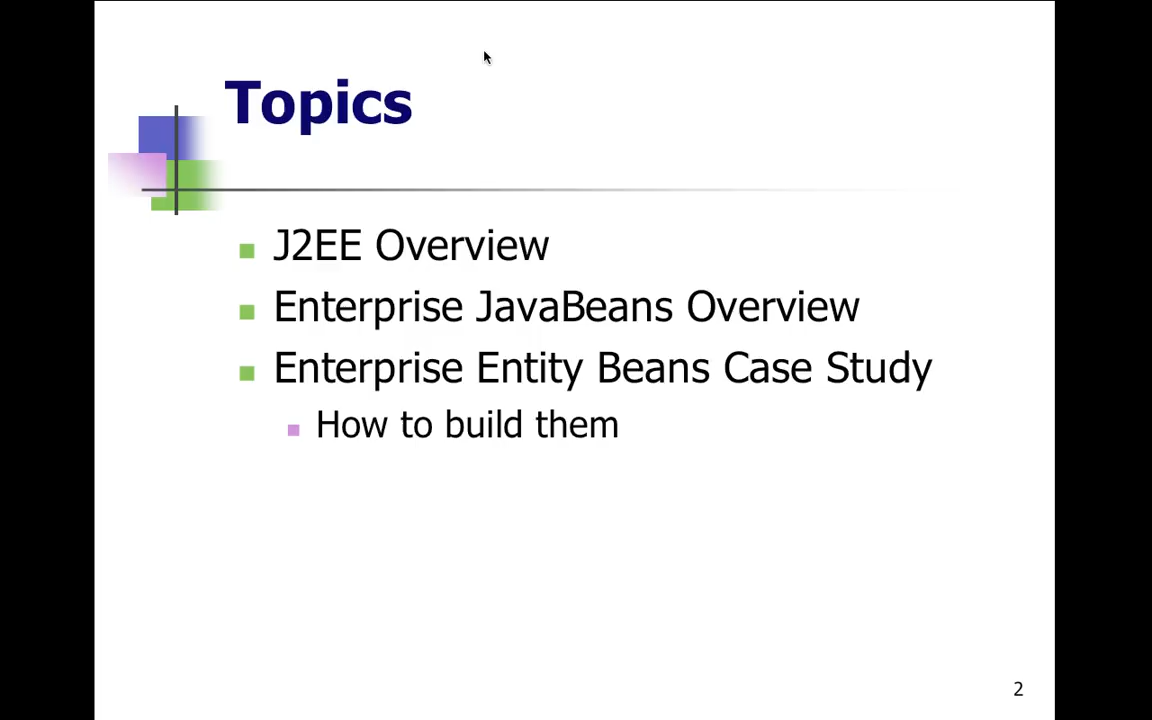 Topics
J2EE Overview
Enterprise JavaBeans Overview
Enterprise Entity Beans Case Study
How to build them
2